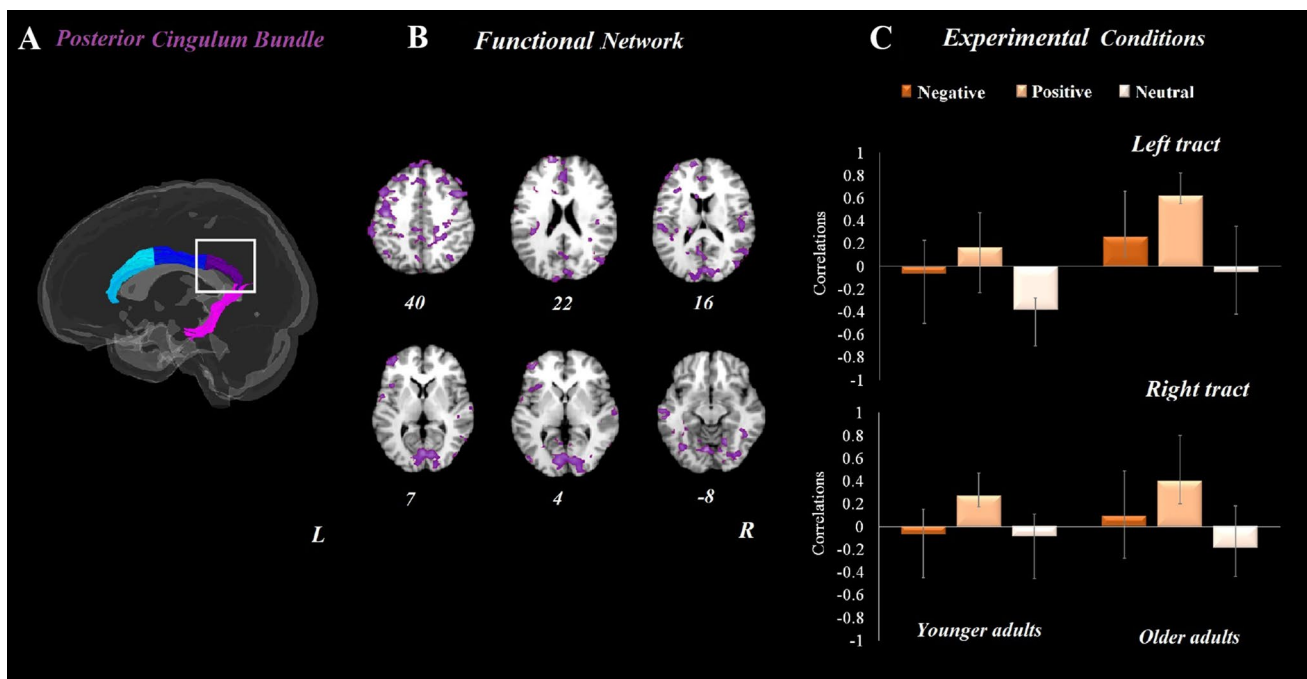 A Posterior Cingulum Bundle
B Functional Network
C Experimental Conditions
Negative Positive Neutral
40 22 16
7 4 -8
L
R
Left tract
Correlations
1
0.8
0.6
0.4
0.2
0
-0.2
-0.4
-0.6
-0.8
-1
Right tract
Correlations
1
0.8
0.6
0.4
0.2
0
-0.2
-0.4
-0.6
-0.8
-1
Younger adults Older adults